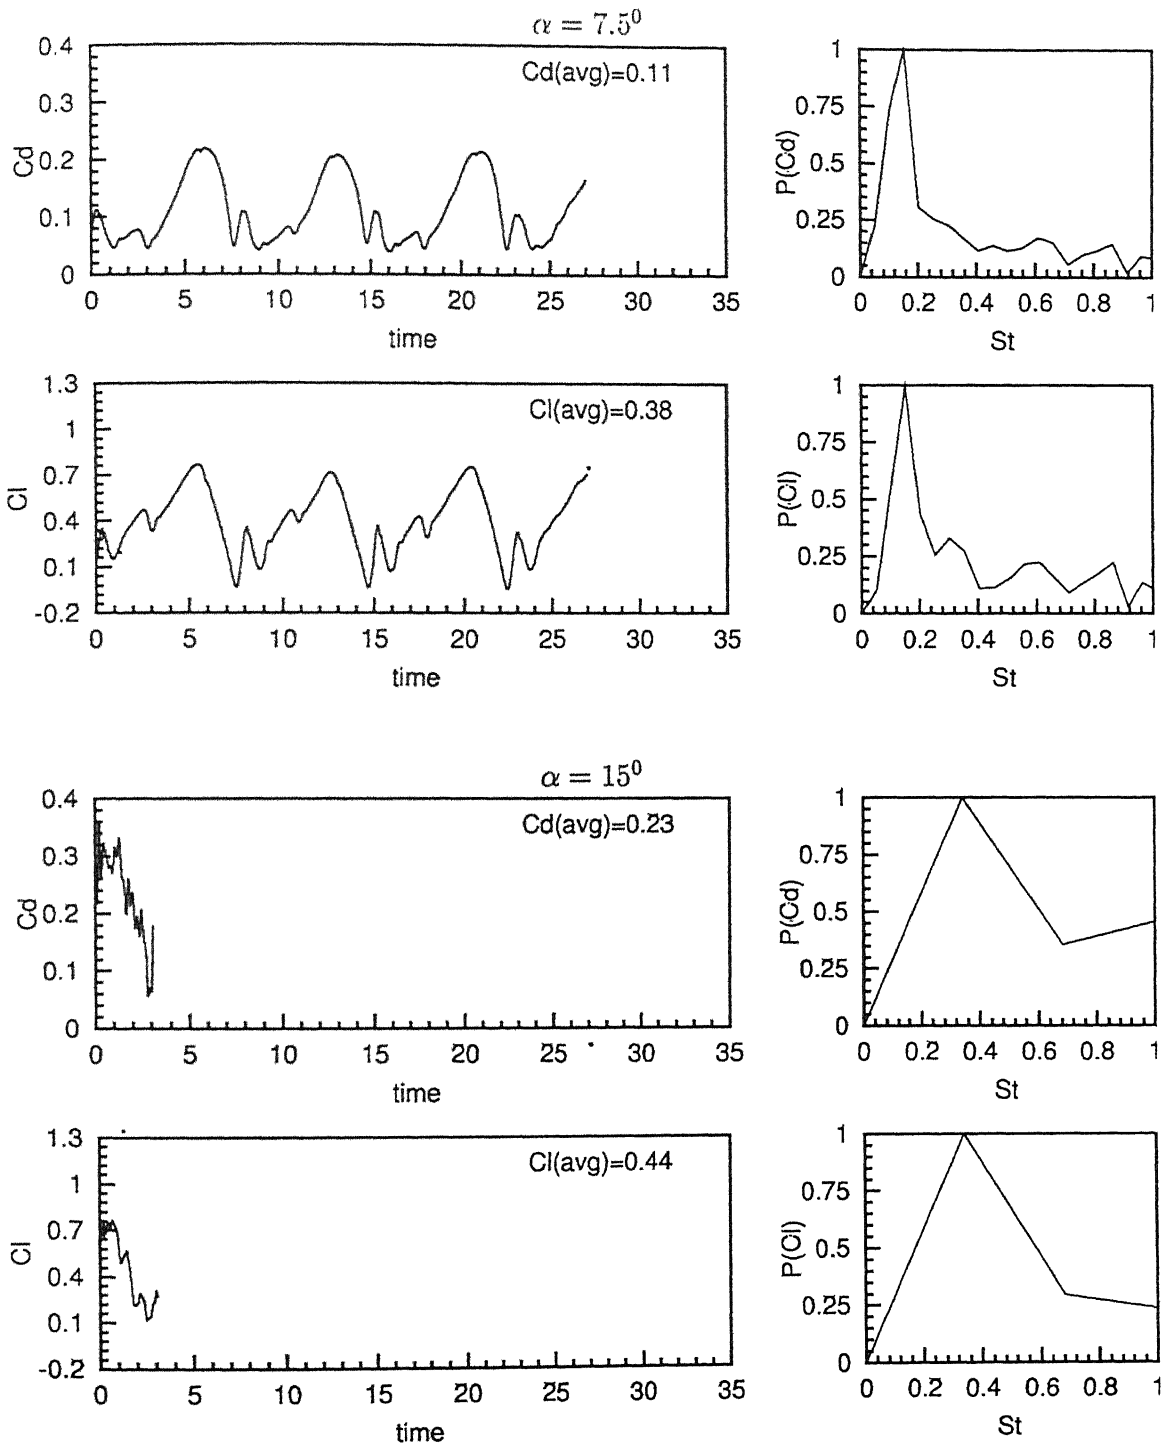 α = 7.5⁰
0.4
0.3
0.2
0.1
0
Cd
Cd(avg)=0.11
0 5 10 15 20 25 30 35
time
1
0.75
0.5
0.25
0
P(Cd)
0 0.2 0.4 0.6 0.8 1
St
1.3
1
0.7
0.4
0.1
-0.2
Cl
Cl(avg)=0.38
0 5 10 15 20 25 30 35
time
1
0.75
0.5
0.25
0
P(Cl)
0 0.2 0.4 0.6 0.8 1
St
α = 15⁰
0.4
0.3
0.2
0.1
0
Cd
Cd(avg)=0.23
0 5 10 15 20 25 30 35
time
1
0.75
0.5
0.25
0
P(Cd)
0 0.2 0.4 0.6 0.8 1
St
1.3
1
0.7
0.4
0.1
-0.2
Cl
Cl(avg)=0.44
0 5 10 15 20 25 30 35
time
1
0.75
0.5
0.25
0
P(Cl)
0 0.2 0.4 0.6 0.8 1
St